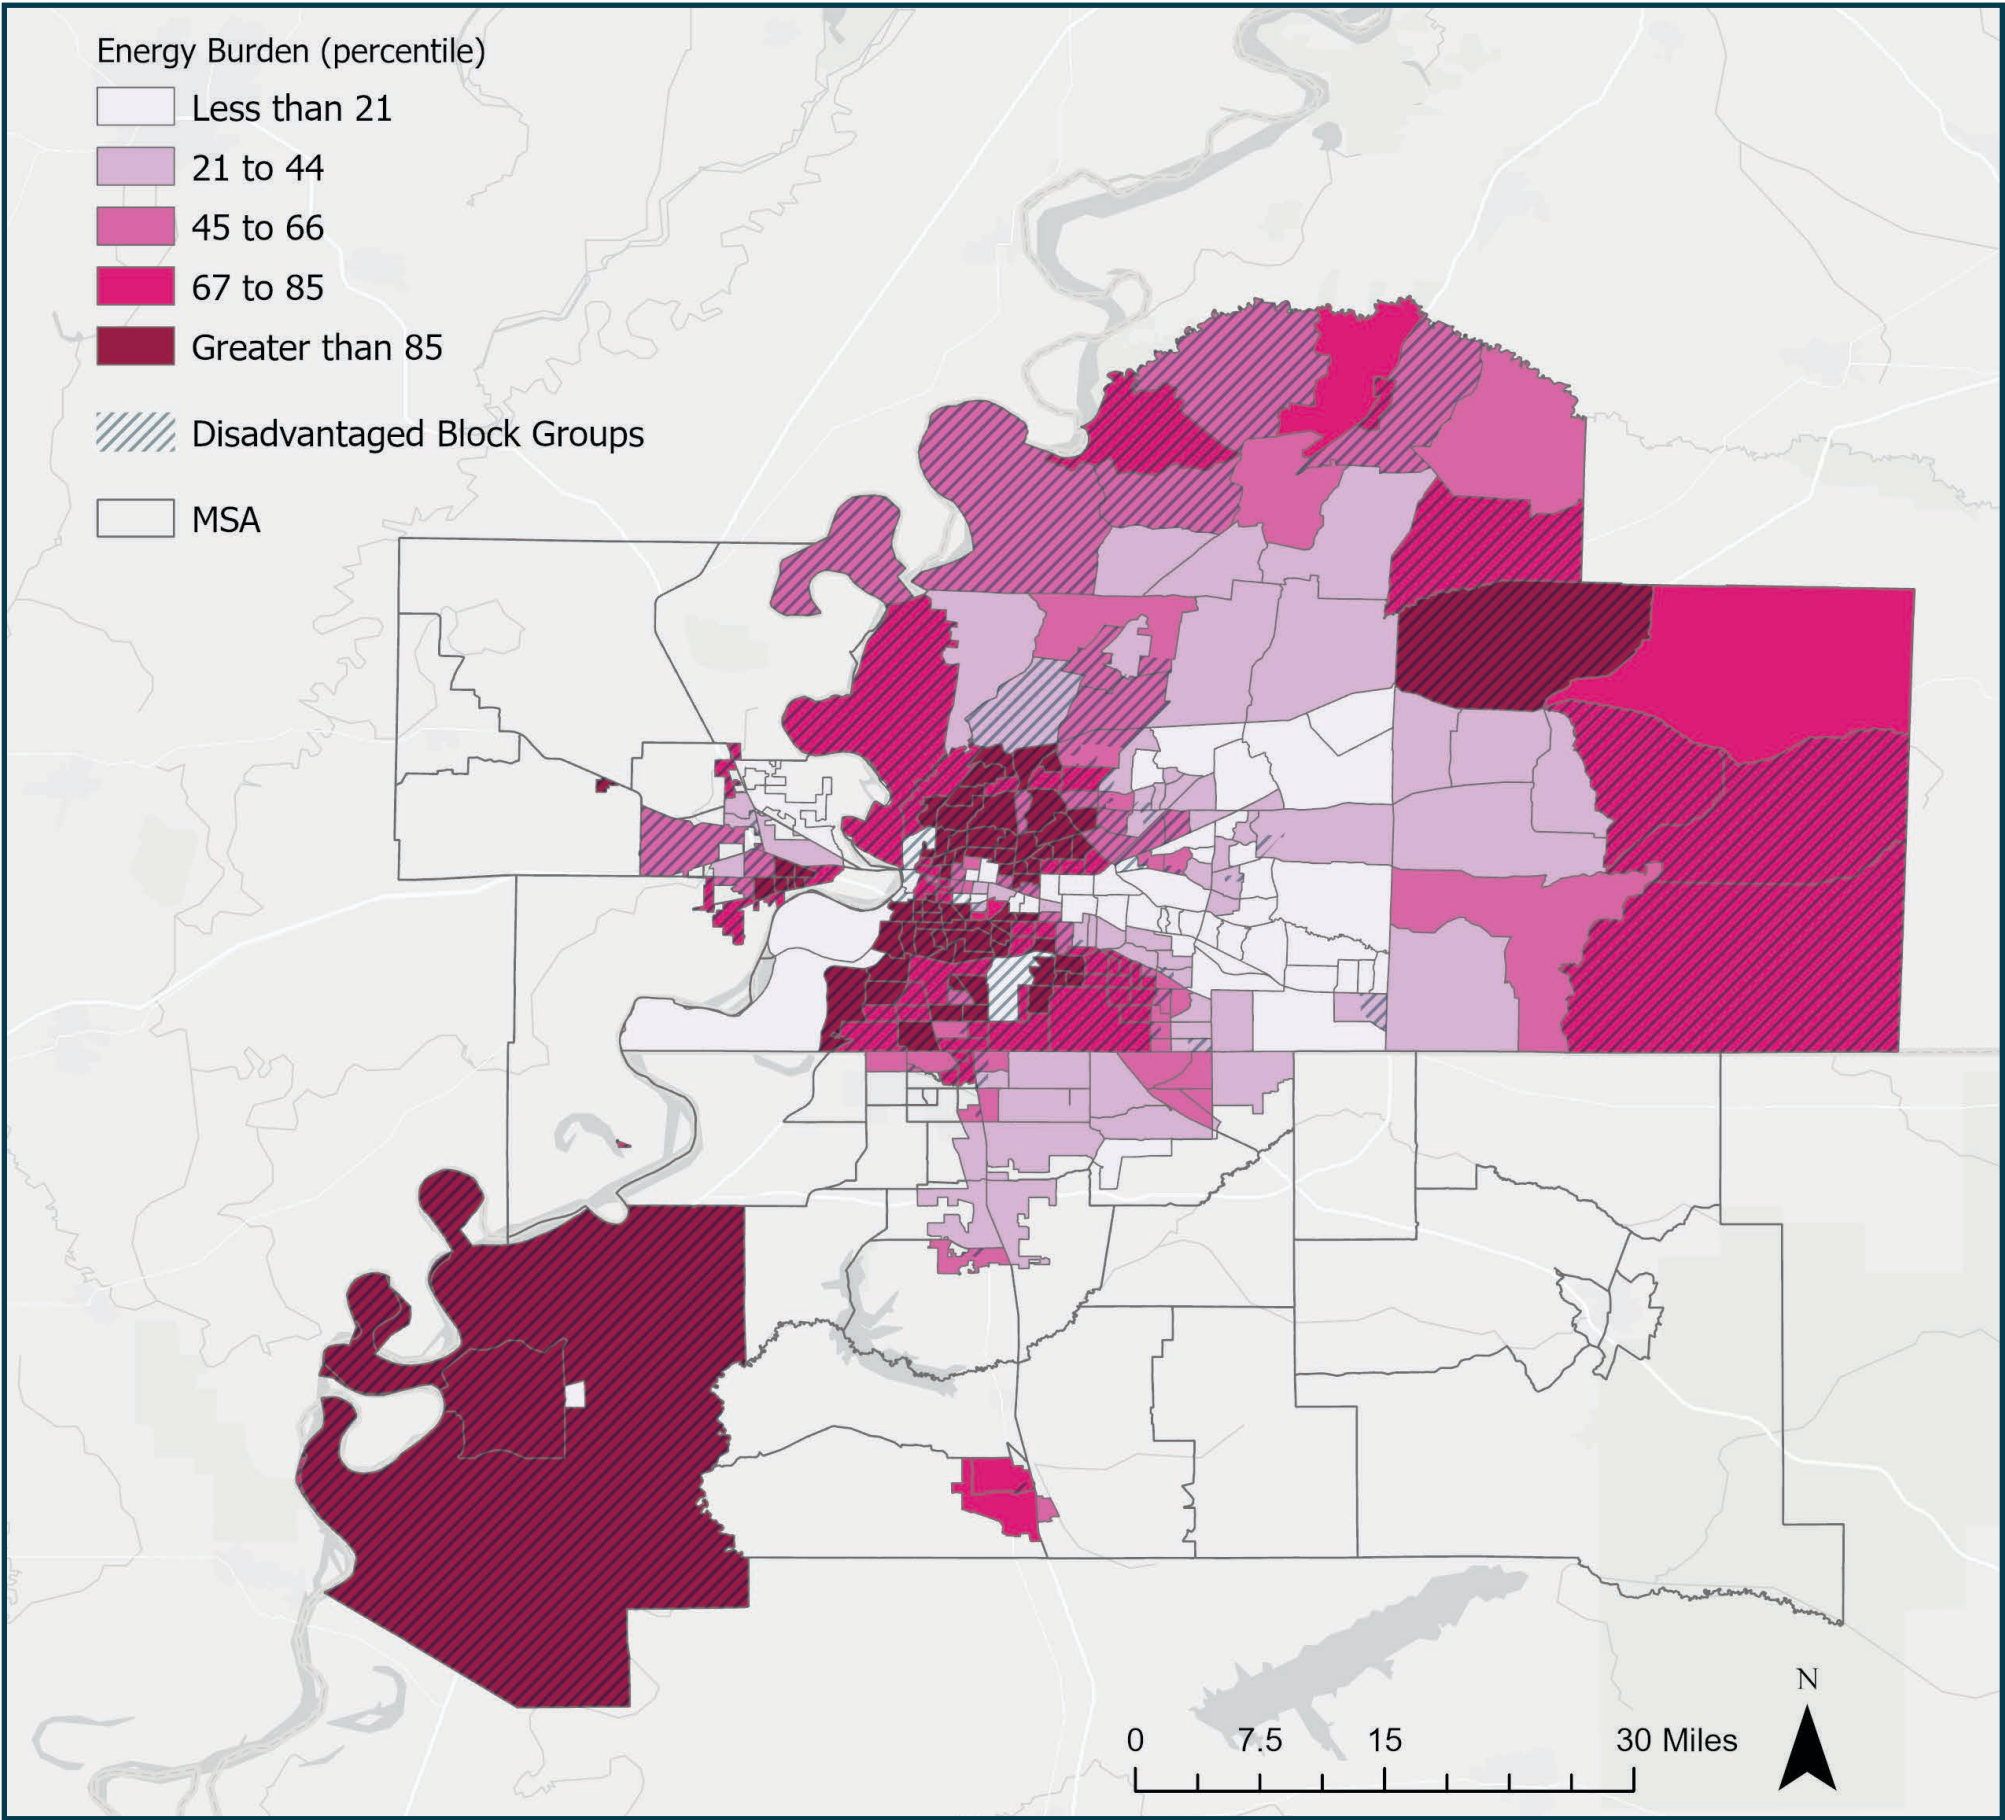 Energy Burden (percentile)
Less than 21
21 to 44
45 to 66
67 to 85
Greater than 85
Disadvantaged Block Groups
MSA
N
0 7.5 15 30 Miles